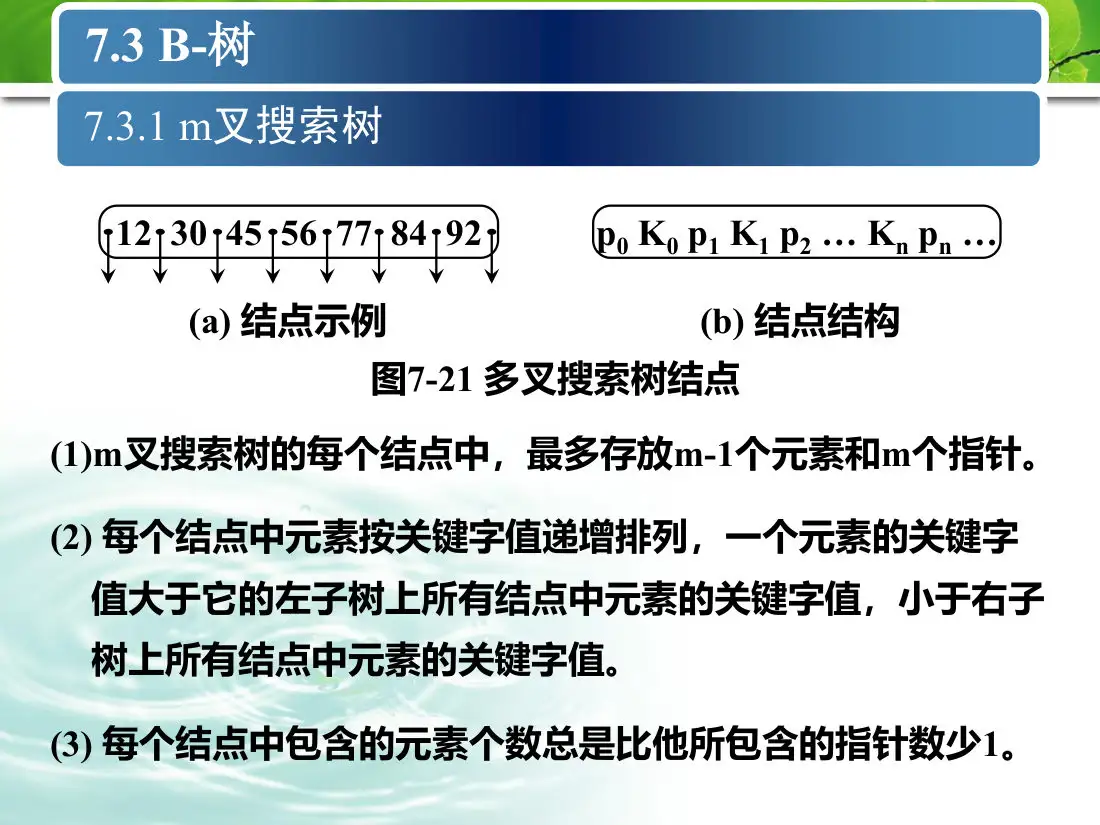 7.3 B-树
7.3.1 m叉搜索树
12 30 45 56 77 84 92
p0 K0 p1 K1 p2 … Kn pn …
(a) 结点示例
(b) 结点结构
图7-21 多叉搜索树结点
(1)m叉搜索树的每个结点中，最多存放m-1个元素和m个指针。
(2) 每个结点中元素按关键字值递增排列，一个元素的关键字
值大于它的左子树上所有结点中元素的关键字值，小于右子
树上所有结点中元素的关键字值。
(3) 每个结点中包含的元素个数总是比他所包含的指针数少1。